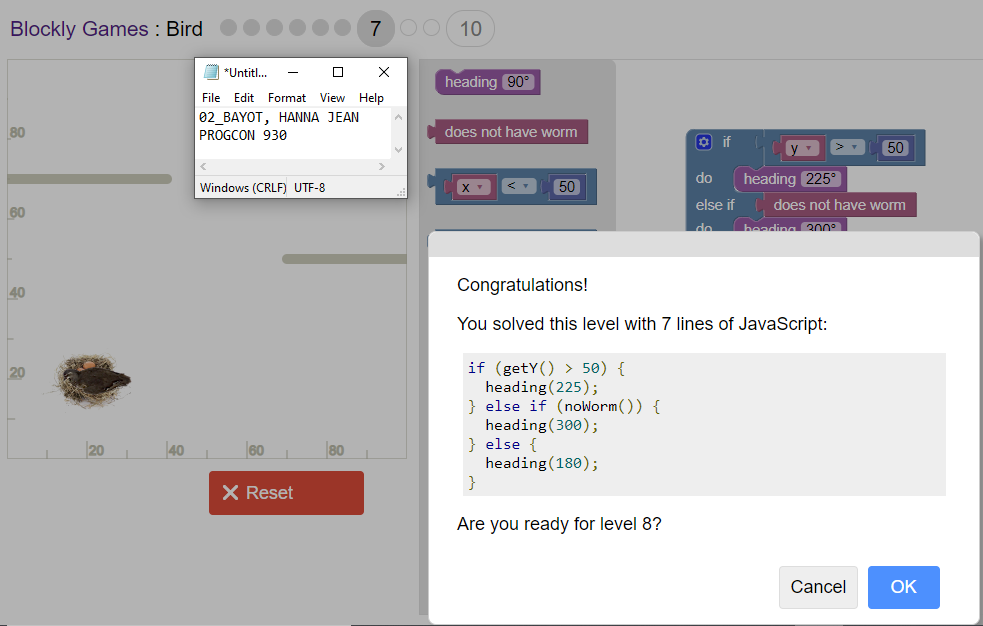 Blockly Games : Bird
7
10
*Untitl...
File Edit Format View Help
02_BAYOT, HANNA JEAN
PROGCON 930
Windows (CRLF) UTF-8
80
60
40
20
20 40 60 80
Reset
heading 90°
does not have worm
x < 50
if y > 50
do heading 225°
else if does not have worm
do heading 300°
Congratulations!
You solved this level with 7 lines of JavaScript:
if (getY() > 50) {
  heading(225);
} else if (noWorm()) {
  heading(300);
} else {
  heading(180);
}
Are you ready for level 8?
Cancel OK